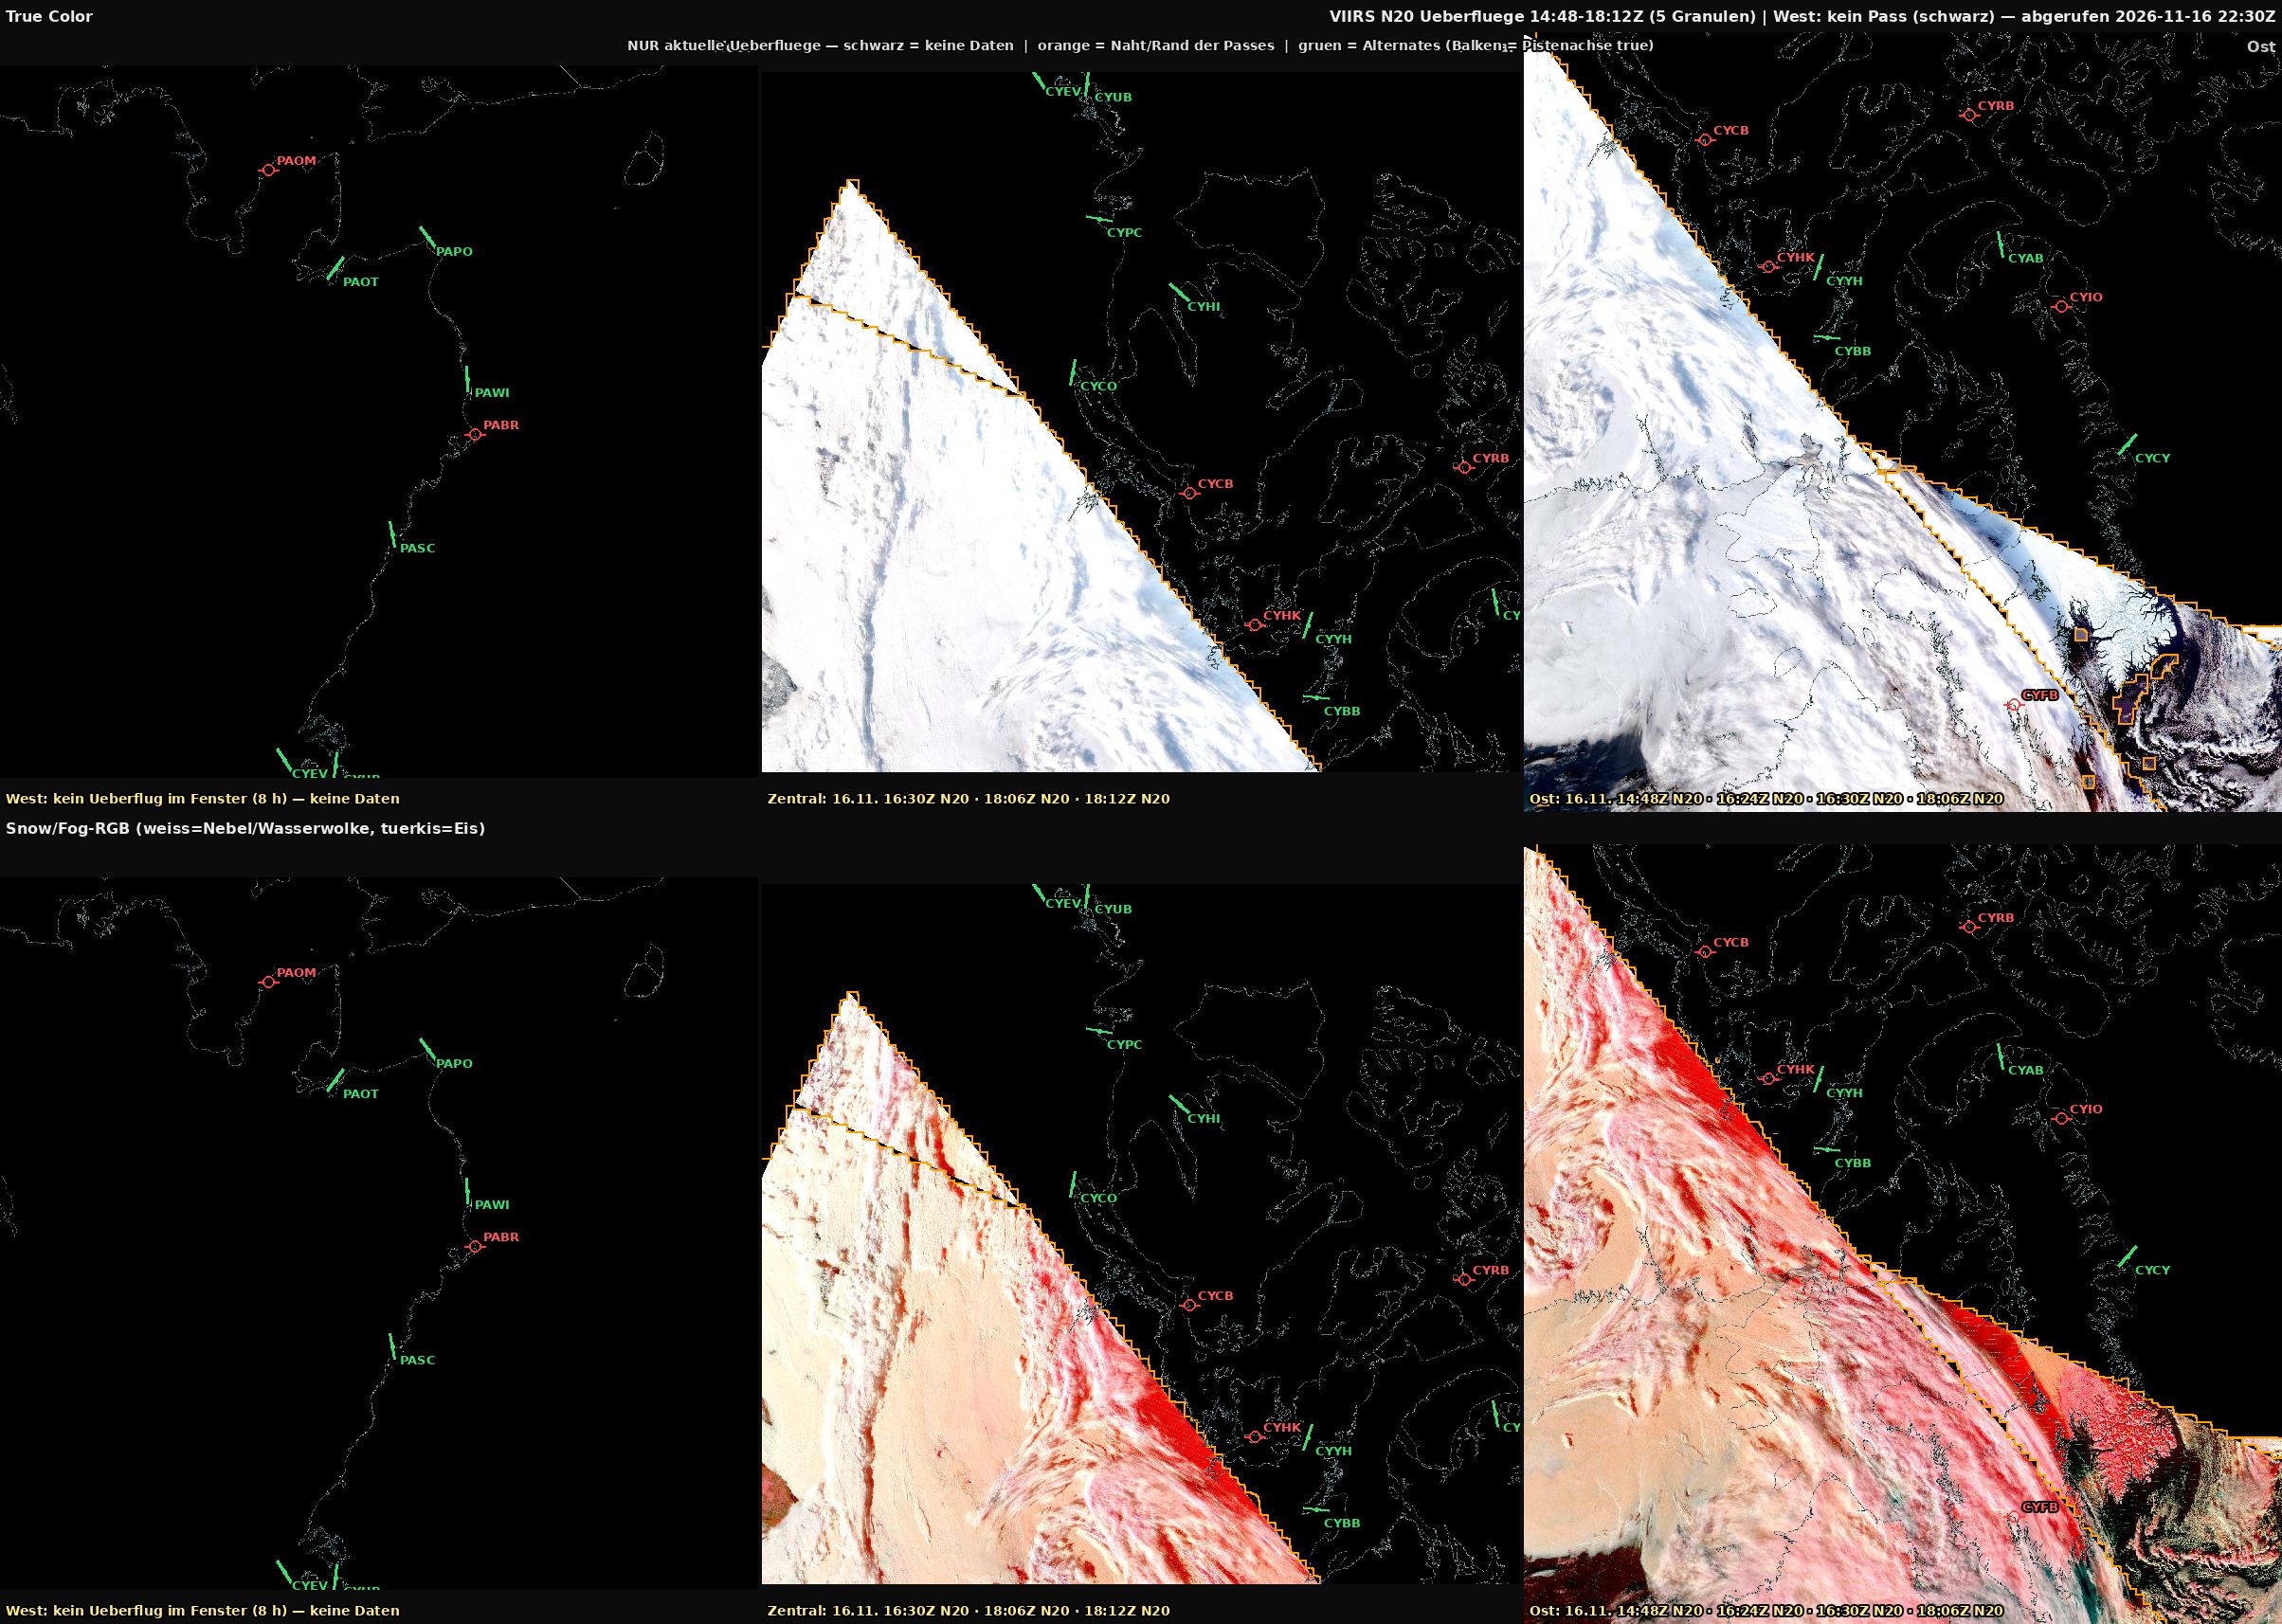 True Color
VIIRS N20 Ueberfluege 14:48-18:12Z (5 Granulen) | West: kein Pass (schwarz) — abgerufen 2026-11-16 22:30Z
NUR aktuelle Ueberfluege — schwarz = keine Daten | orange = Naht/Rand der Passes | gruen = Alternates (Balken = Pistenachse true)
Ost
PAOM
PAPO
PAOT
PAWI
PABR
PASC
CYEV
CYUB
CYEV
CYUB
CYPC
CYHI
CYCO
CYRB
CYCB
CYHK
CYYH
CYBB
CY
CYRB
CYCB
CYHK
CYYH
CYAB
CYIO
CYBB
CYCY
CYFB
West: kein Ueberflug im Fenster (8 h) — keine Daten
Zentral: 16.11. 16:30Z N20 · 18:06Z N20 · 18:12Z N20
Ost: 16.11. 14:48Z N20 · 16:24Z N20 · 16:30Z N20 · 18:06Z N20
Snow/Fog-RGB (weiss=Nebel/Wasserwolke, tuerkis=Eis)
PAOM
PAPO
PAOT
PAWI
PABR
PASC
CYEV
CYUB
CYEV
CYUB
CYPC
CYHI
CYCO
CYRB
CYCB
CYHK
CYYH
CYBB
CY
CYRB
CYCB
CYHK
CYYH
CYAB
CYIO
CYBB
CYCY
CYFB
West: kein Ueberflug im Fenster (8 h) — keine Daten
Zentral: 16.11. 16:30Z N20 · 18:06Z N20 · 18:12Z N20
Ost: 16.11. 14:48Z N20 · 16:24Z N20 · 16:30Z N20 · 18:06Z N20